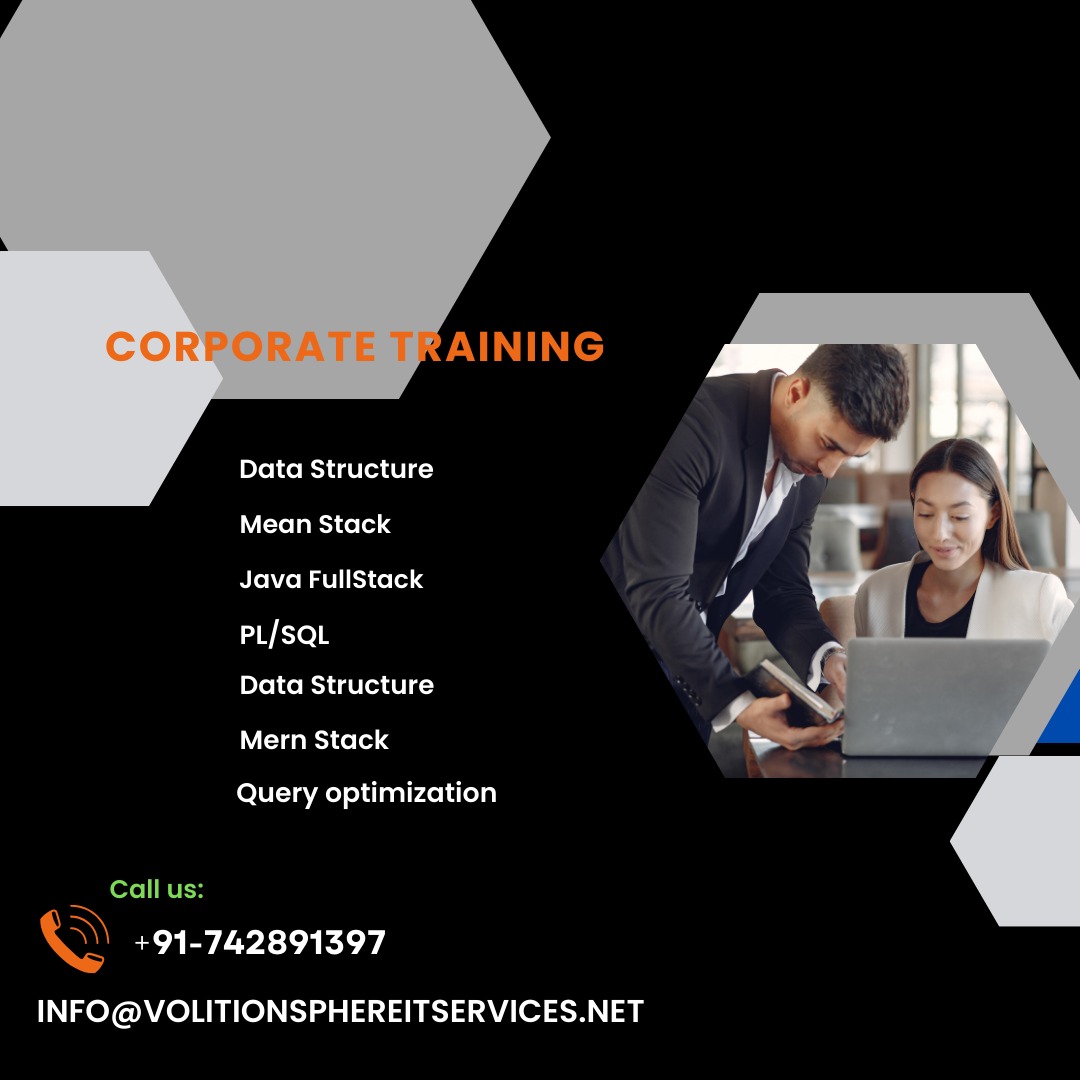 CORPORATE TRAINING
Data Structure
Mean Stack
Java FullStack
PL/SQL
Data Structure
Mern Stack
Query optimization
Call us:
+91-742891397
INFO@VOLITIONSPHEREITSERVICES.NET